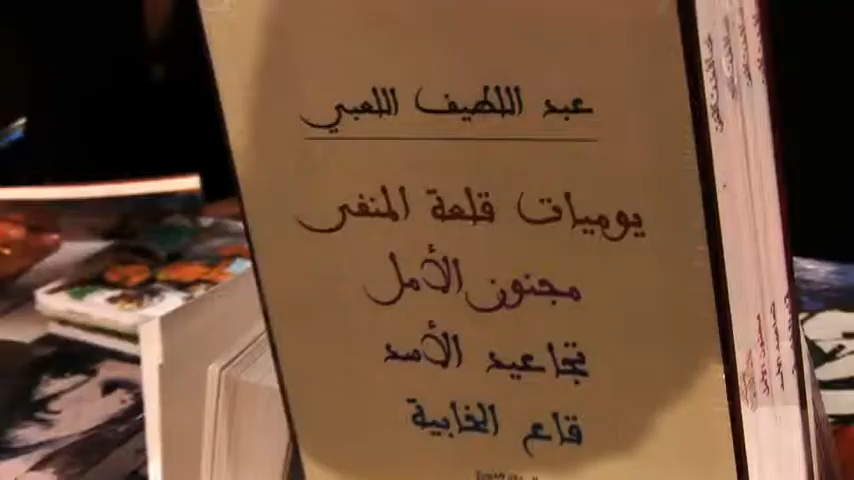 عبد اللطيف اللعبي
يوميات قلعة المنفى
مجنون الأمل
تجاعيد الأسد
قاع الخابية